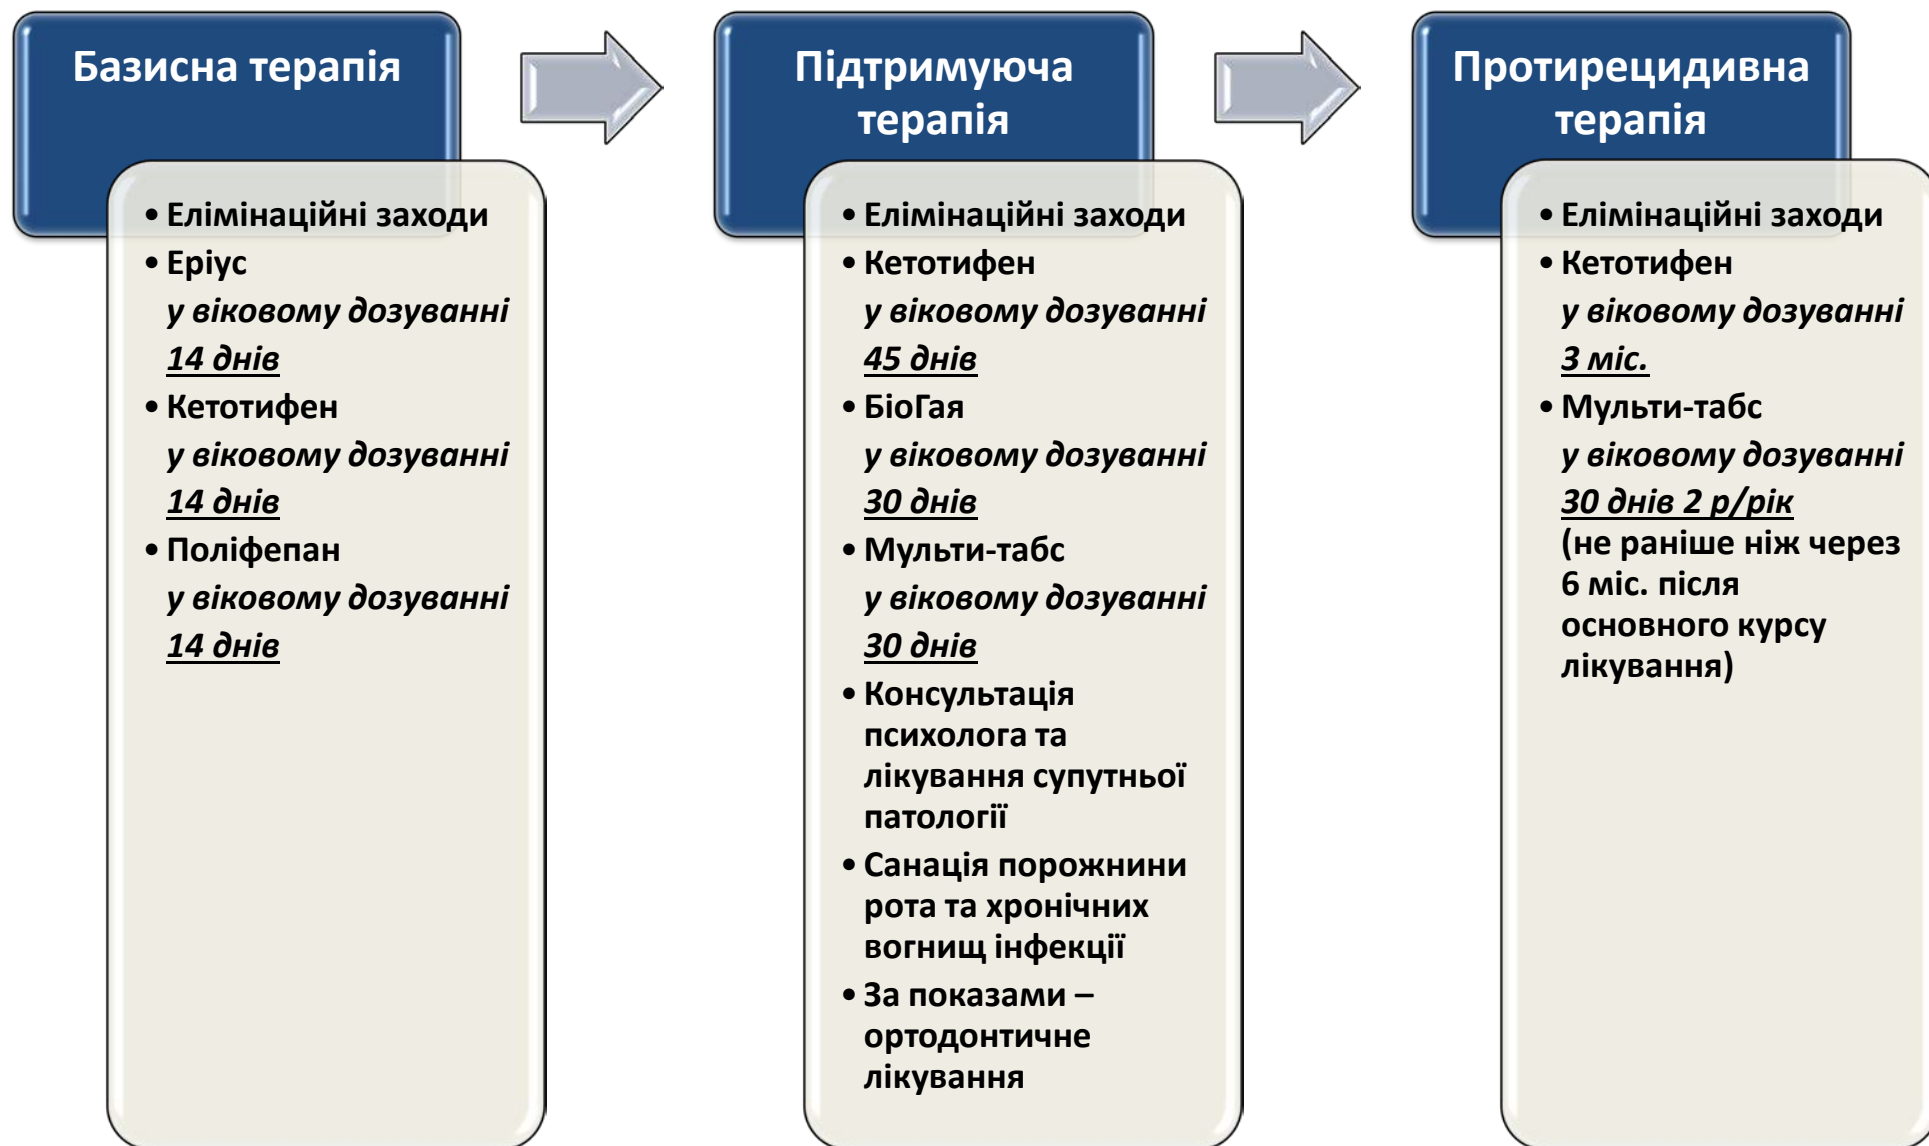 Базисна терапія
• Елімінаційні заходи
• Еріус
у віковому дозуванні
14 днів
• Кетотифен
у віковому дозуванні
14 днів
• Поліфепан
у віковому дозуванні
14 днів
Підтримуюча
терапія
• Елімінаційні заходи
• Кетотифен
у віковому дозуванні
45 днів
• БіоГая
у віковому дозуванні
30 днів
• Мульти-табс
у віковому дозуванні
30 днів
• Консультація
психолога та
лікування супутньої
патології
• Санація порожнини
рота та хронічних
вогнищ інфекції
• За показами –
ортодонтичне
лікування
Протирецидивна
терапія
• Елімінаційні заходи
• Кетотифен
у віковому дозуванні
3 міс.
• Мульти-табс
у віковому дозуванні
30 днів 2 р/рік
(не раніше ніж через
6 міс. після
основного курсу
лікування)